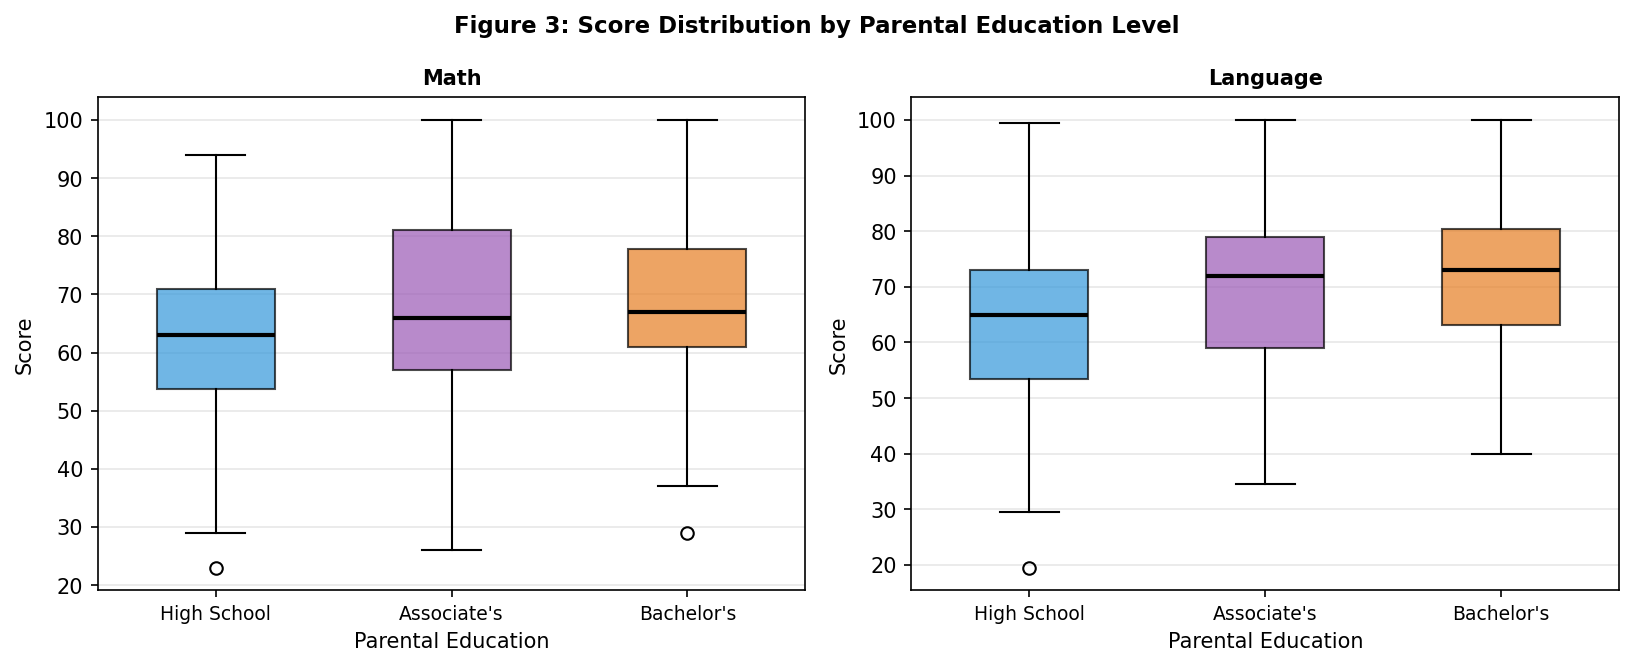 Figure 3: Score Distribution by Parental Education Level
Math
100
90
80
70
60
50
40
30
20
Score
High School
Associate's
Bachelor's
Parental Education
Language
100
90
80
70
60
50
40
30
20
Score
High School
Associate's
Bachelor's
Parental Education